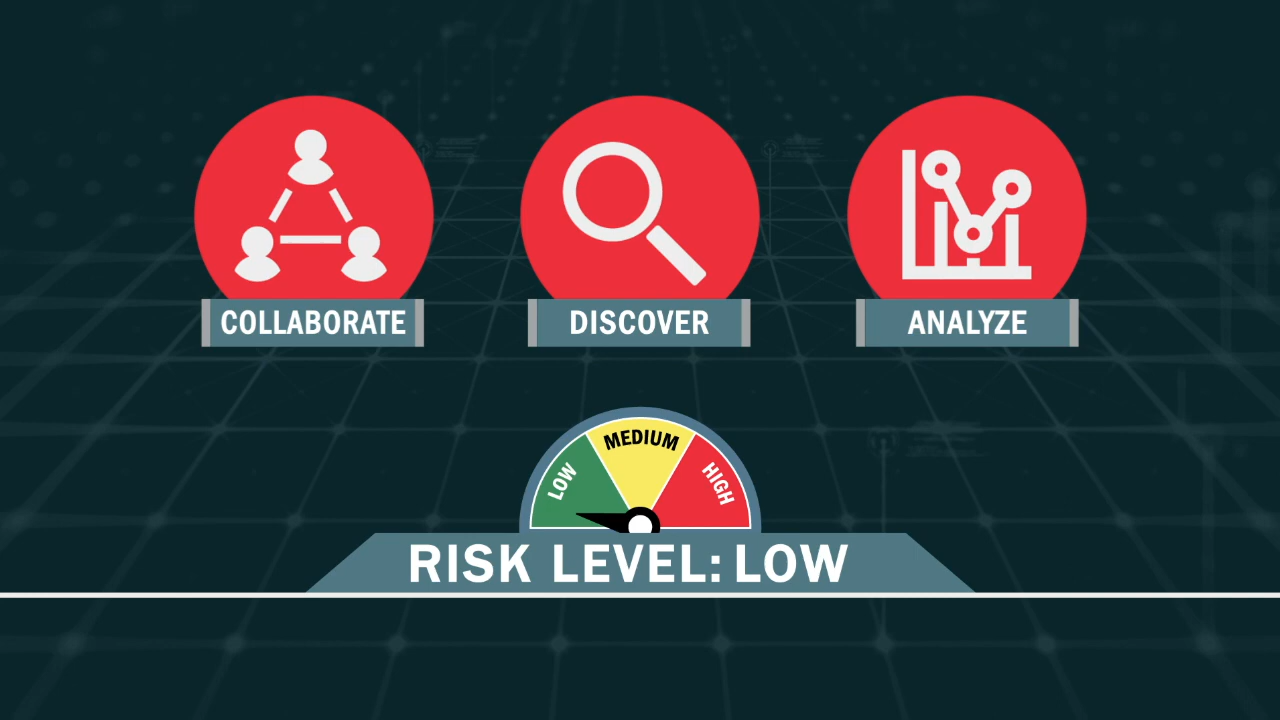 COLLABORATE
DISCOVER
ANALYZE
LOW
MEDIUM
HIGH
RISK LEVEL: LOW